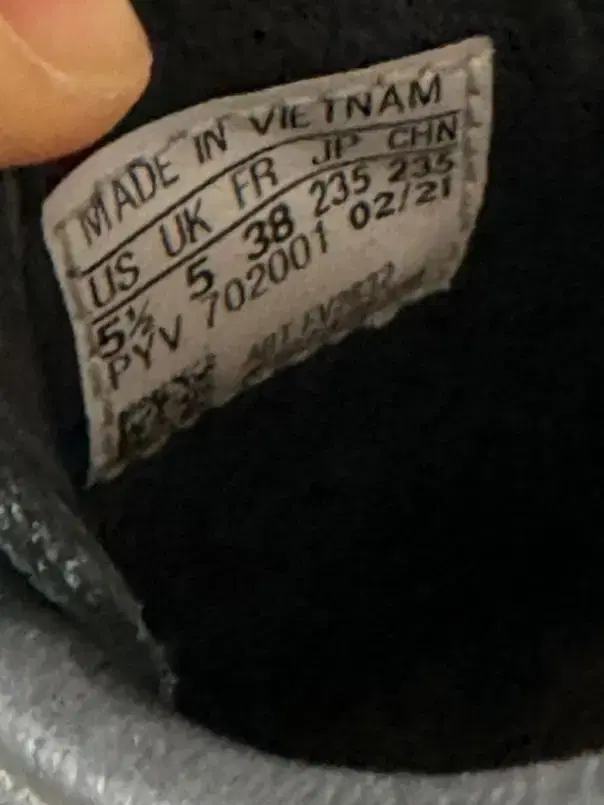 MADE IN VIETNAM
US UK FR JP CHN
5½ 5 38 235 235
PYV 702001 02/21